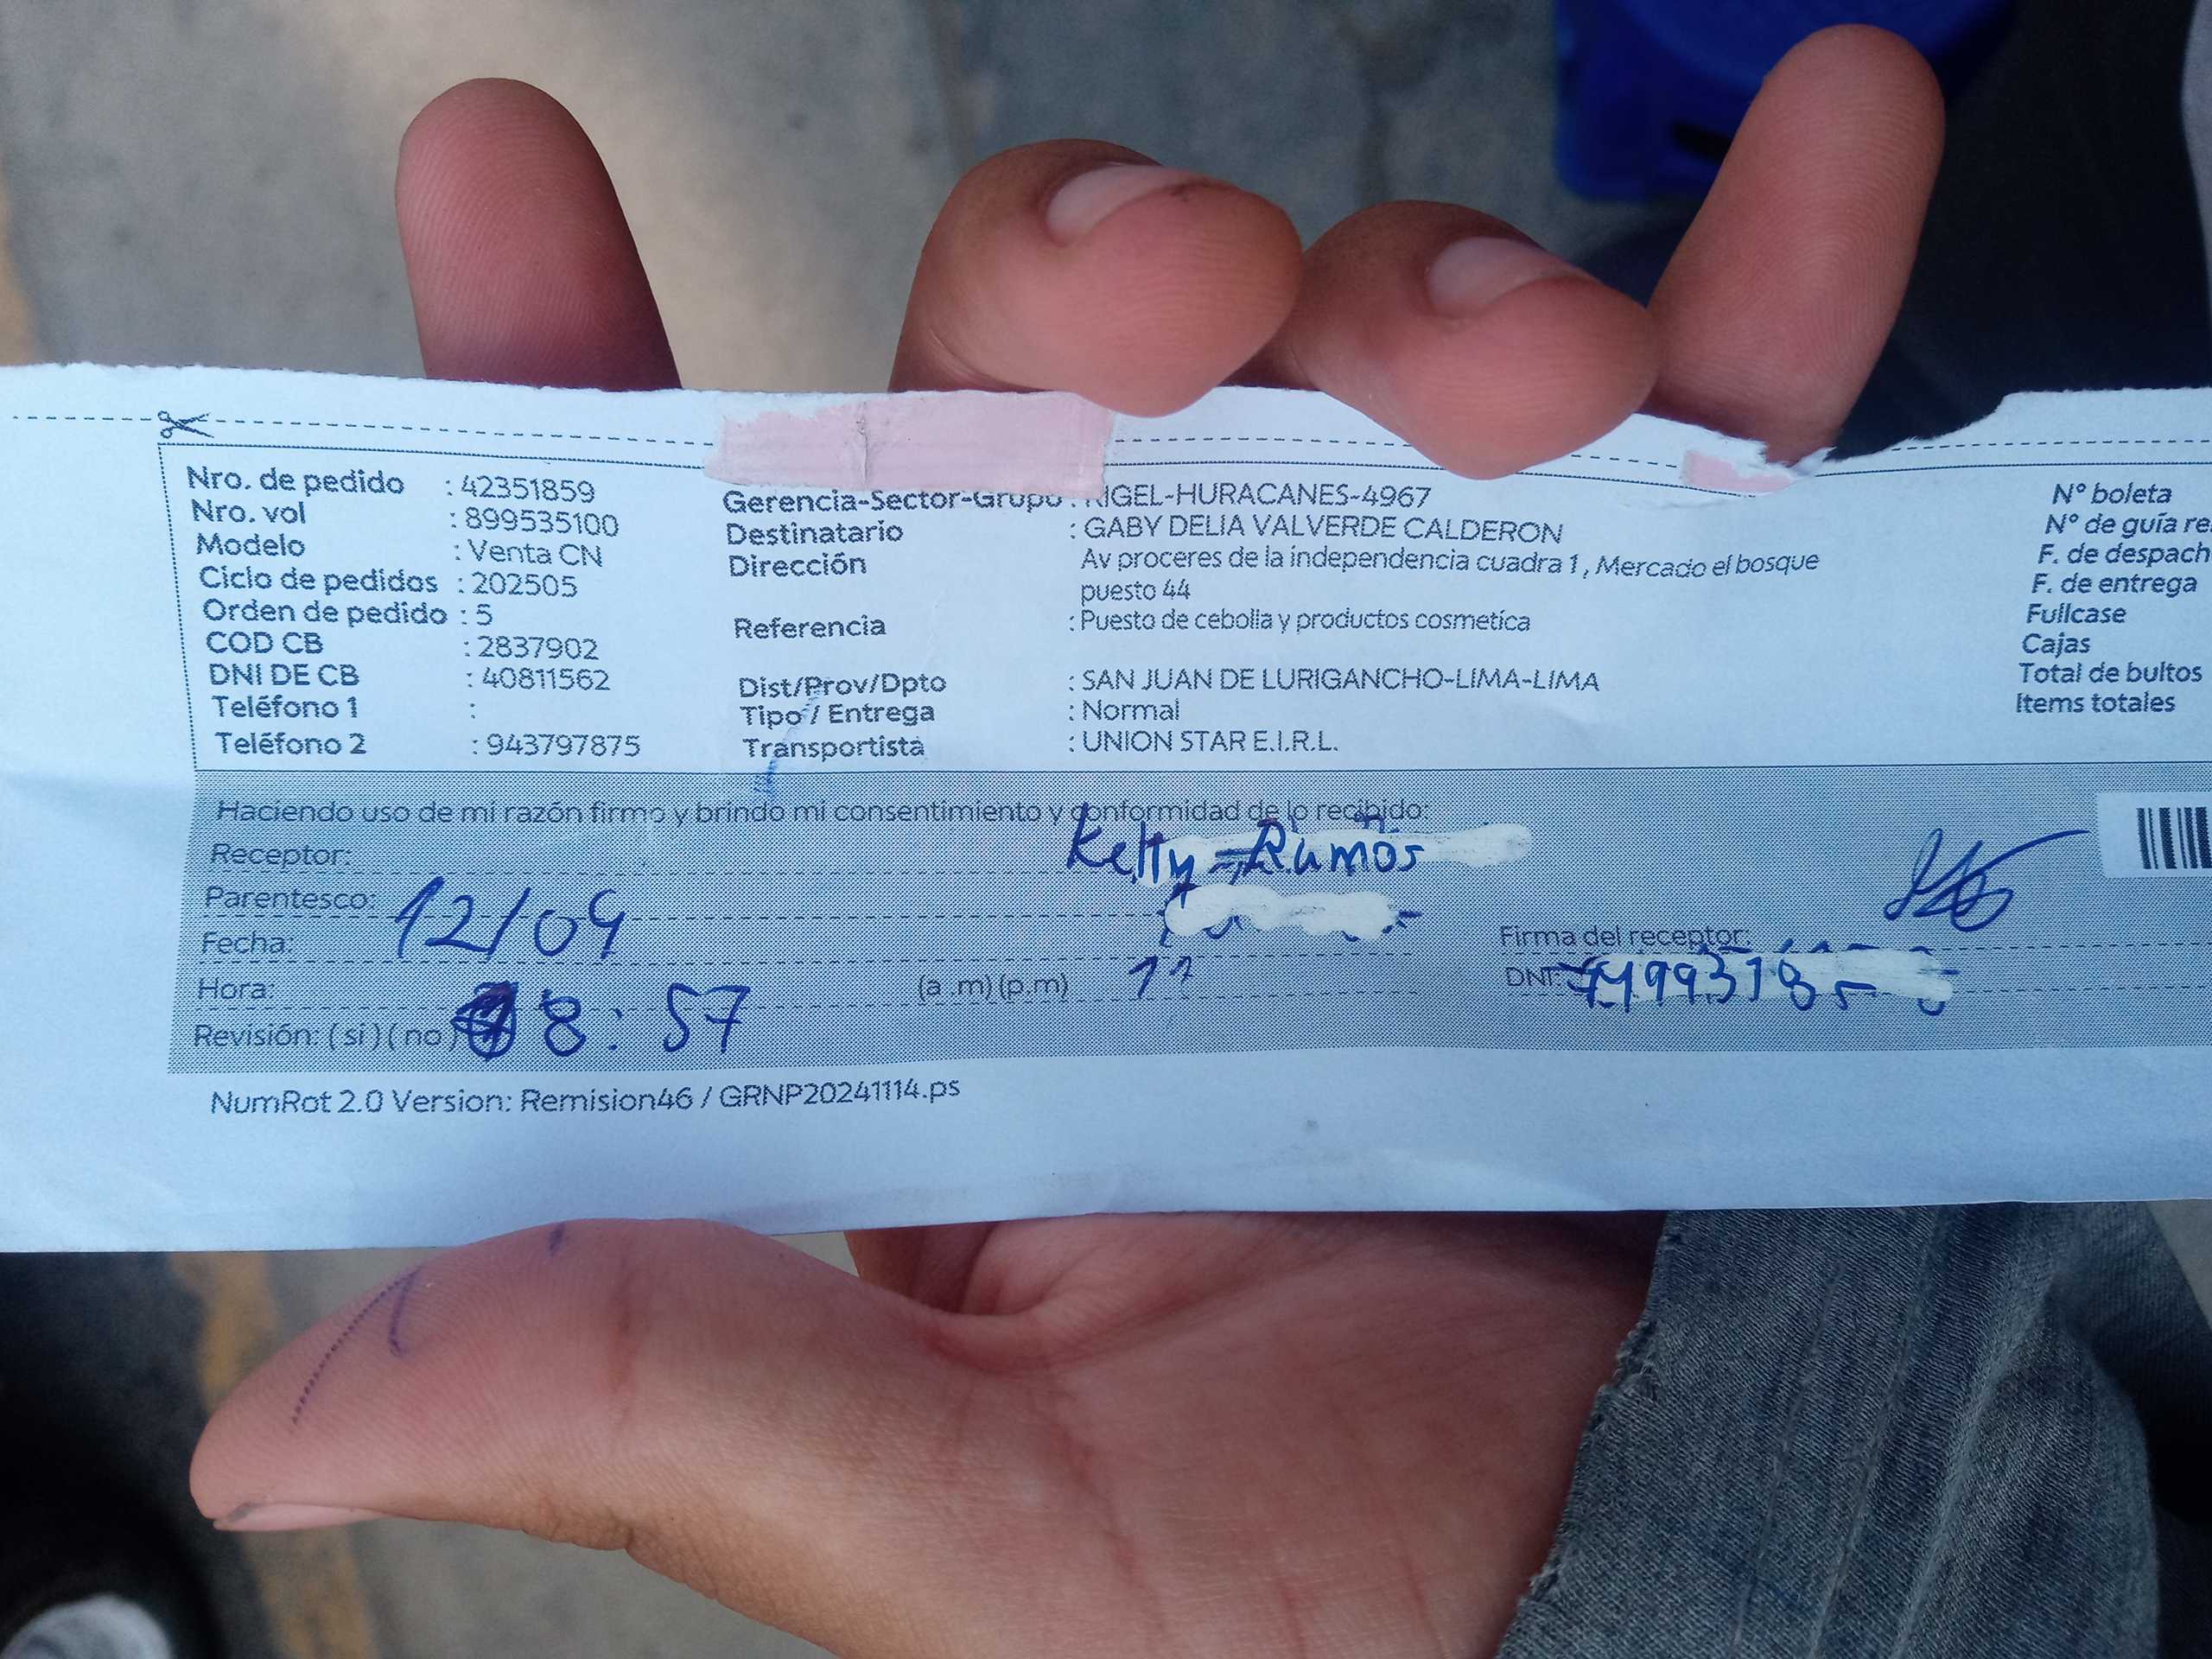 Nro. de pedido : 42351859
Nro. vol : 899535100
Modelo : Venta CN
Ciclo de pedidos : 202505
Orden de pedido : 5
COD CB : 2837902
DNI DE CB : 40811562
Teléfono 1 :
Teléfono 2 : 943797875
Gerencia-Sector-Grupo : RIGEL-HURACANES-4967
Destinatario : GABY DELIA VALVERDE CALDERON
Dirección Av proceres de la independencia cuadra 1, Mercado el bosque
puesto 44
Referencia : Puesto de cebolla y productos cosmetica
Dist/Prov/Dpto : SAN JUAN DE LURIGANCHO-LIMA-LIMA
Tipo / Entrega : Normal
Transportista : UNION STAR E.I.R.L.
N° boleta
N° de guía re
F. de despach
F. de entrega
Fullcase
Cajas
Total de bultos
Items totales
Haciendo uso de mi razón firmo y brindo mi consentimiento y conformidad de lo recibido:
Receptor: Kelly Ramos
Parentesco:
Fecha: 12/09
Firma del receptor:
Hora: (a .m) (p.m)
DNI:
Revisión: ( si ) ( no ) 8:57
NumRot 2.0 Version: Remision46 / GRNP20241114.ps